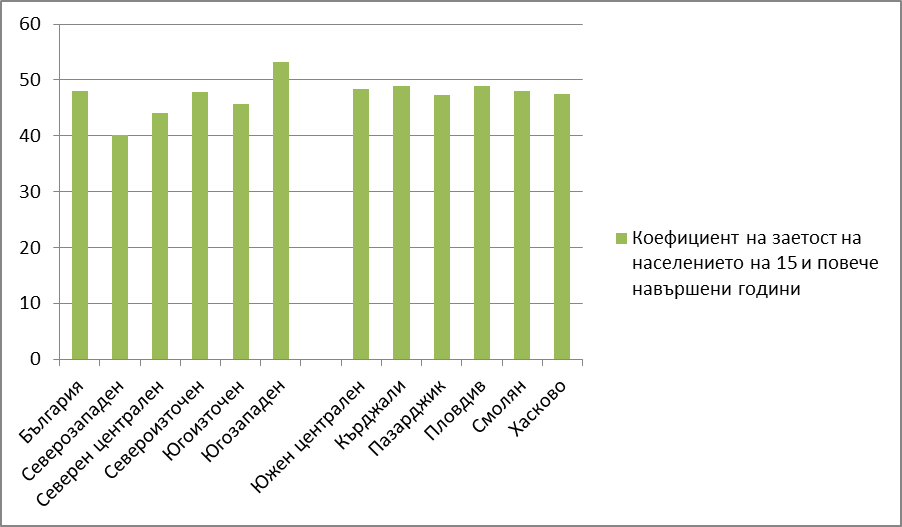 60
50
40
30
20
10
0
България
Северозападен
Северен централен
Североизточен
Югоизточен
Югозападен
Южен централен
Кърджали
Пазарджик
Пловдив
Смолян
Хасково
Коефициент на заетост на
населението на 15 и повече
навършени години